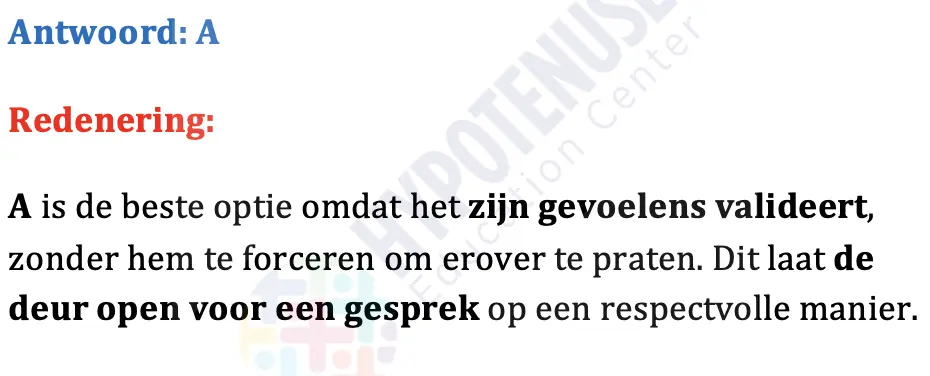 Antwoord: A
HYPOTENUSE
Education Center
Redenering:
A is de beste optie omdat het zijn gevoelens valideert,
zonder hem te forceren om erover te praten. Dit laat de
deur open voor een gesprek op een respectvolle manier.